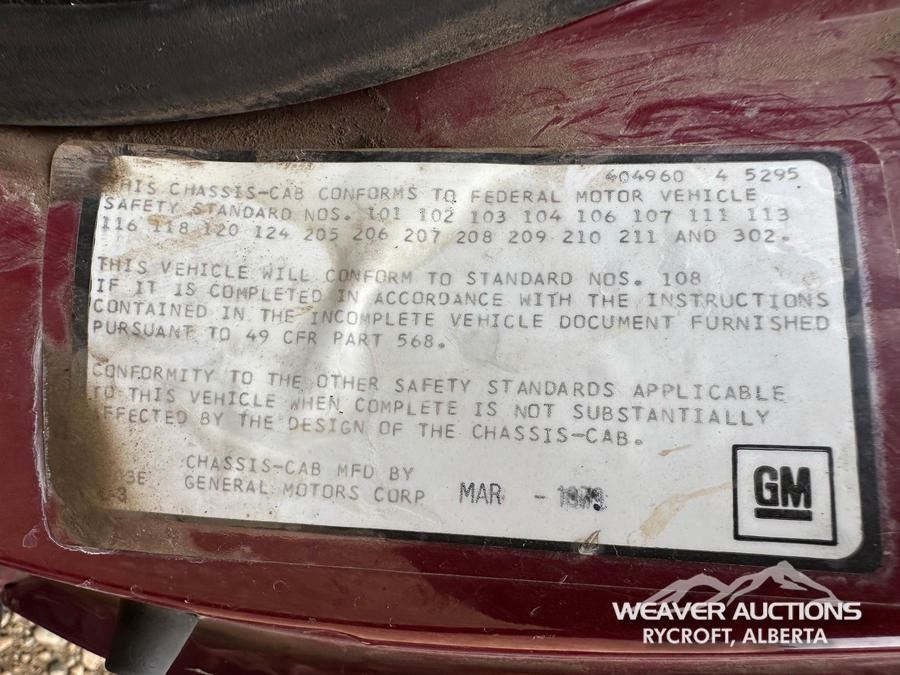 404960 4 5295
THIS CHASSIS-CAB CONFORMS TO FEDERAL MOTOR VEHICLE
SAFETY STANDARD NOS. 101 102 103 104 106 107 111 113
116 118 120 124 205 206 207 208 209 210 211 AND 302.
THIS VEHICLE WILL CONFORM TO STANDARD NOS. 108
IF IT IS COMPLETED IN ACCORDANCE WITH THE INSTRUCTIONS
CONTAINED IN THE INCOMPLETE VEHICLE DOCUMENT FURNISHED
PURSUANT TO 49 CFR PART 568.
CONFORMITY TO THE OTHER SAFETY STANDARDS APPLICABLE
TO THIS VEHICLE WHEN COMPLETE IS NOT SUBSTANTIALLY
AFFECTED BY THE DESIGN OF THE CHASSIS-CAB.
CHASSIS-CAB MFD BY
GENERAL MOTORS CORP MAR -
GM
WEAVER AUCTIONS
RYCROFT, ALBERTA